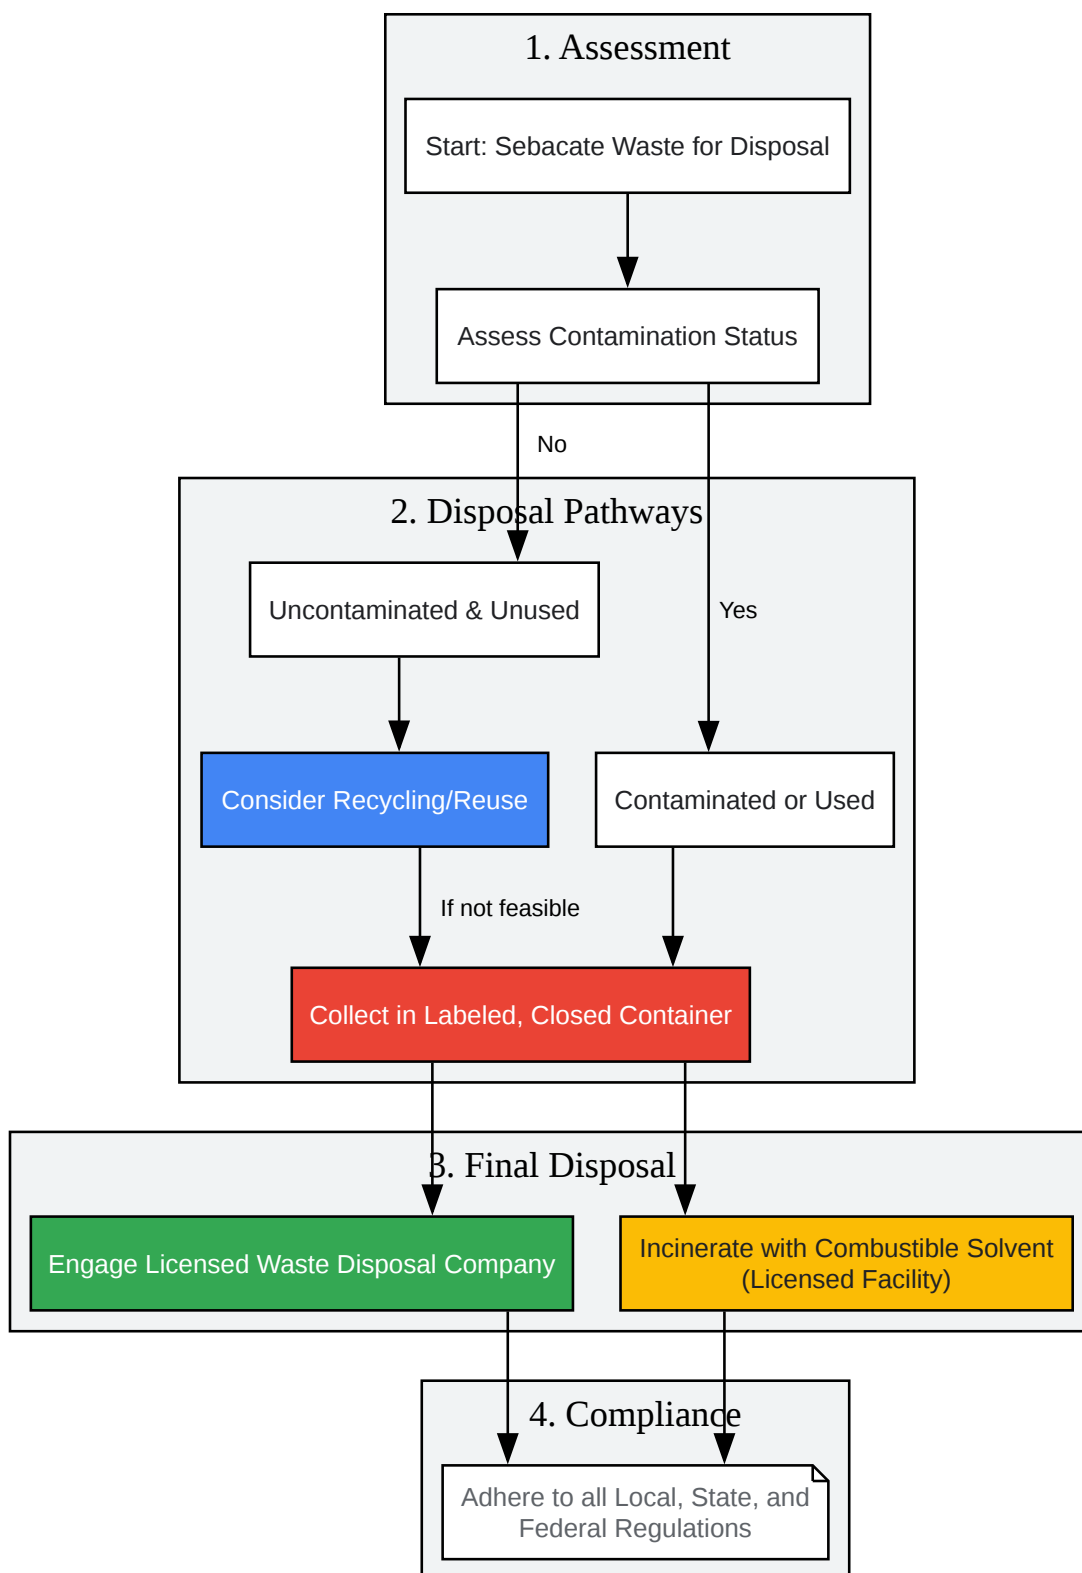 1. Assessment
Start: Sebacate Waste for Disposal
Assess Contamination Status
No
2. Disposal Pathways
Uncontaminated & Unused
Yes
Consider Recycling/Reuse
Contaminated or Used
If not feasible
Collect in Labeled, Closed Container
3. Final Disposal
Engage Licensed Waste Disposal Company
Incinerate with Combustible Solvent
(Licensed Facility)
4. Compliance
Adhere to all Local, State, and
Federal Regulations